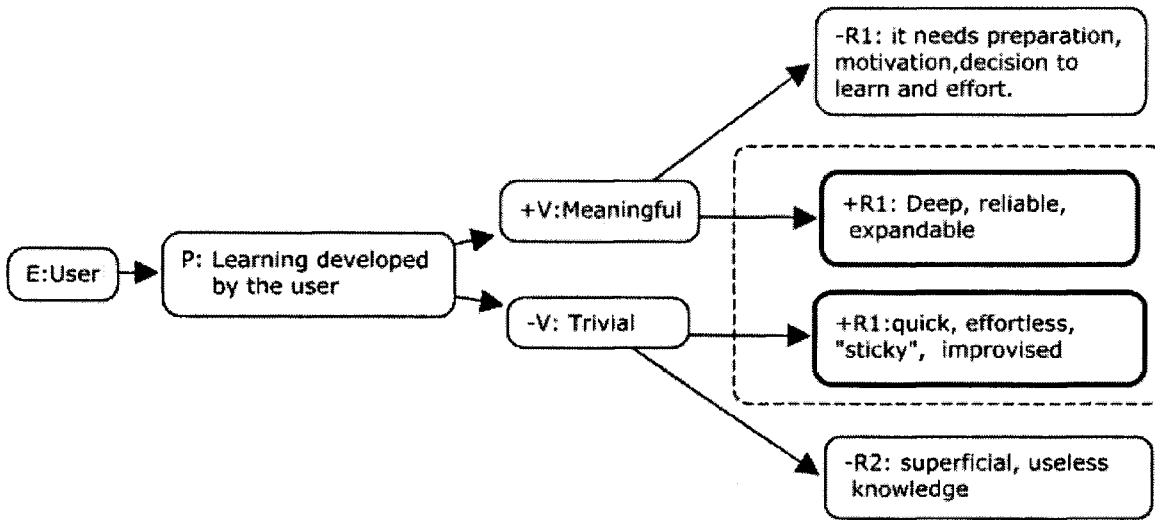 E:User
P: Learning developed
by the user
+V:Meaningful
-V: Trivial
-R1: it needs preparation,
motivation,decision to
learn and effort.
+R1: Deep, reliable,
expandable
+R1:quick, effortless,
"sticky", improvised
-R2: superficial, useless
knowledge